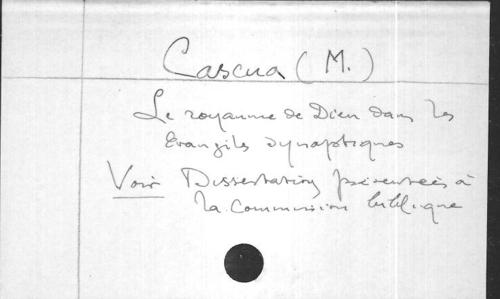 Cascua (M.)
Le royaume de Dieu dans les
Evangiles synoptiques
Voir Dissertations présentées à
la Commission biblique